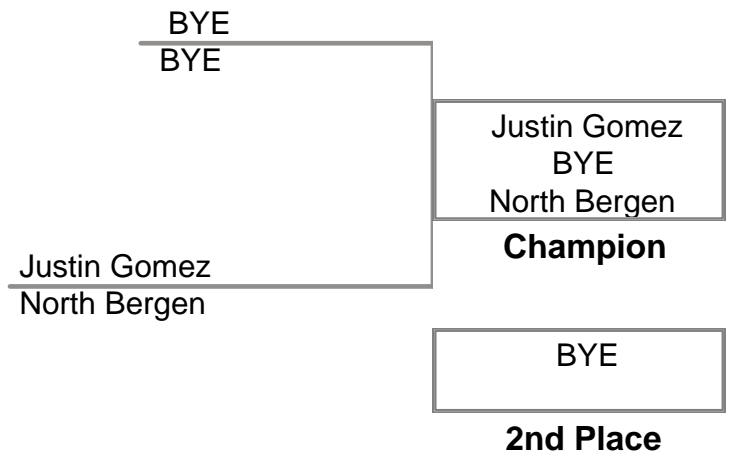 BYE
BYE
Justin Gomez
BYE
North Bergen
Champion
Justin Gomez
North Bergen
BYE
2nd Place